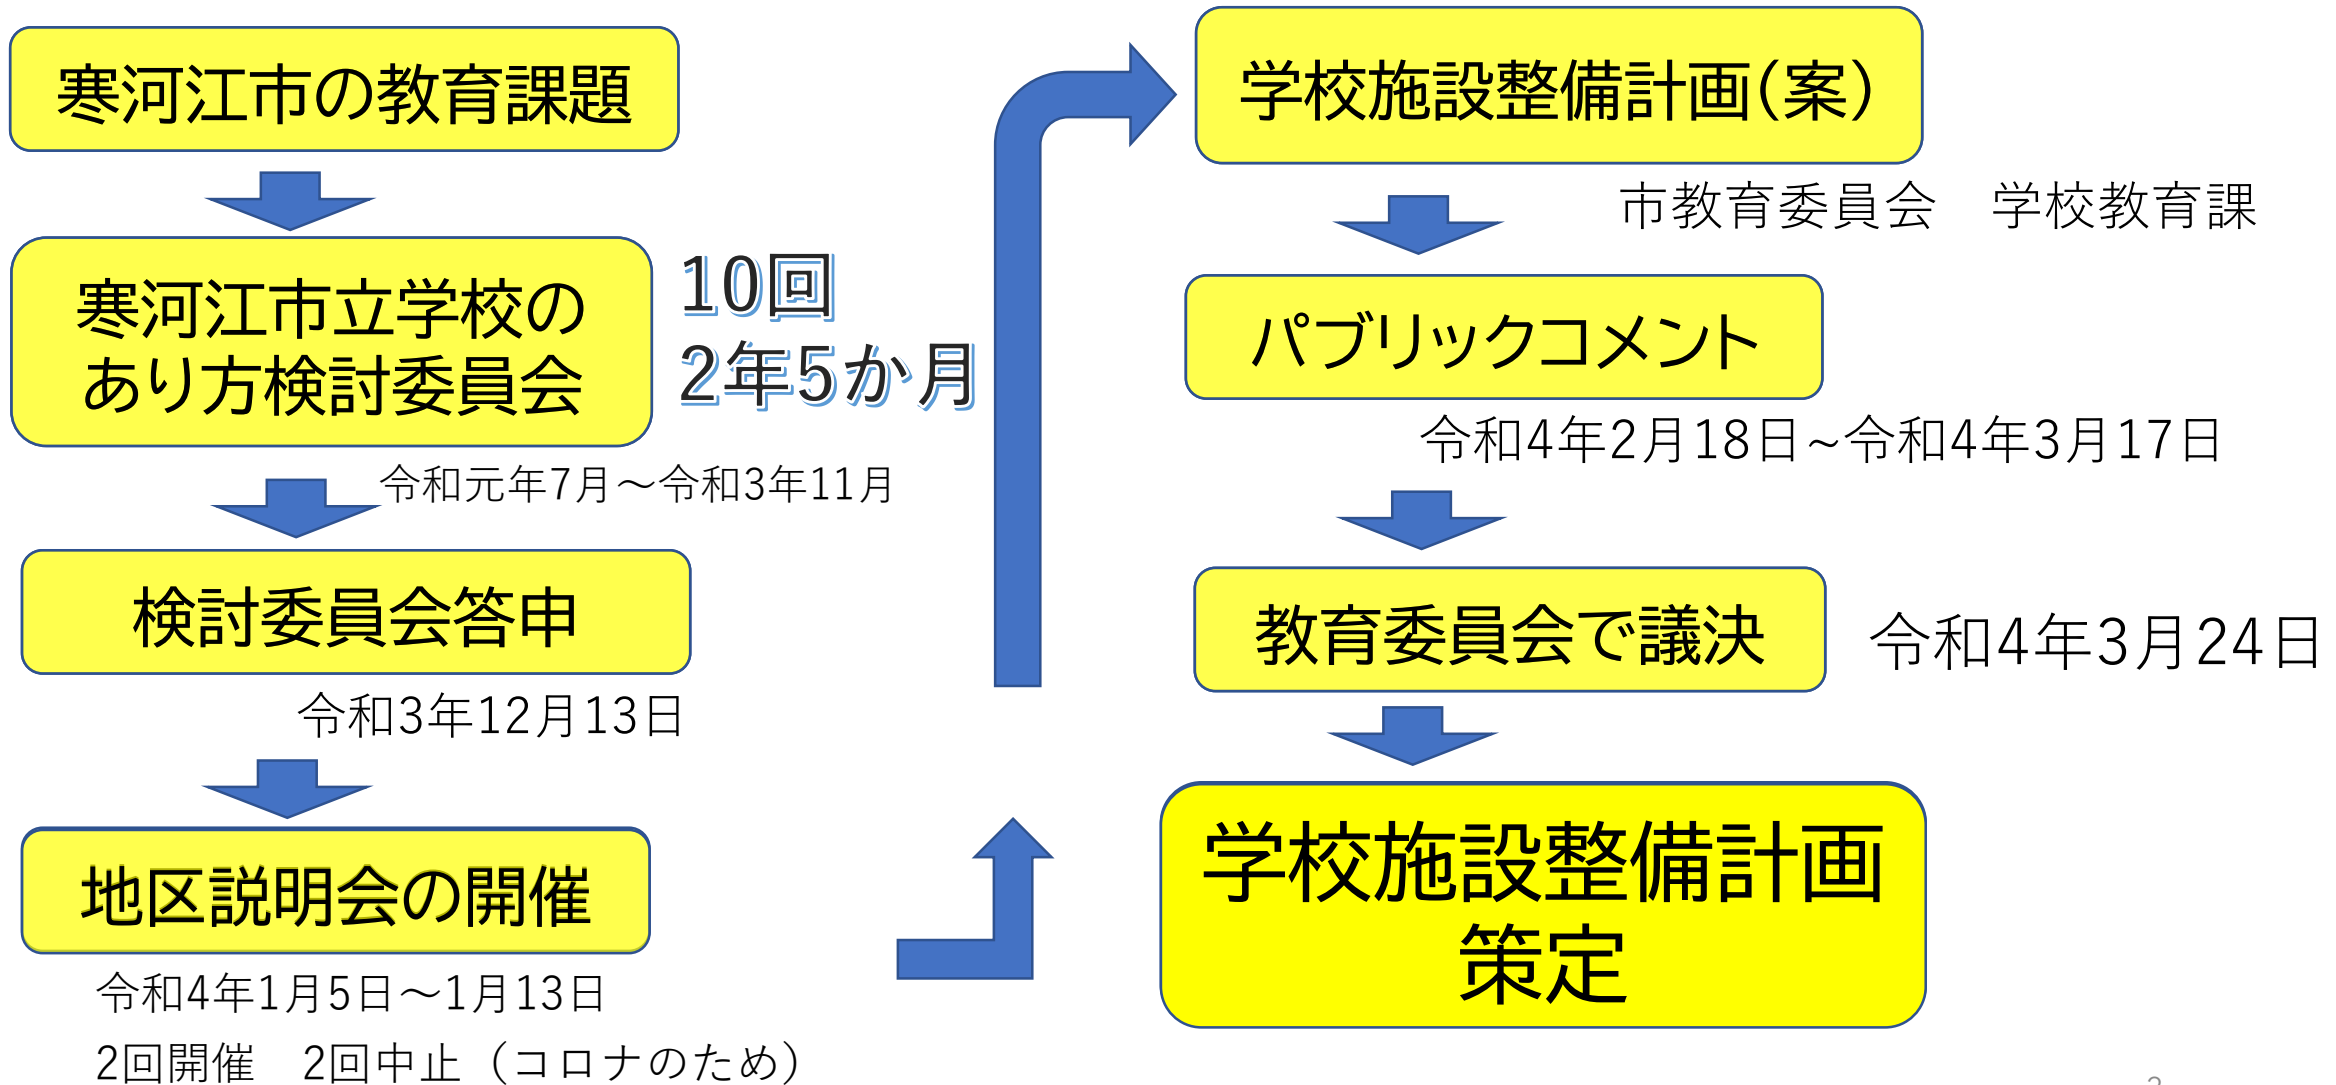 寒河江市の教育課題
寒河江市立学校の
あり方検討委員会
10回
2年5か月
令和元年7月～令和3年11月
検討委員会答申
令和3年12月13日
地区説明会の開催
令和4年1月5日～1月13日
2回開催　2回中止（コロナのため）
学校施設整備計画（案）
市教育委員会　学校教育課
パブリックコメント
令和4年2月18日~令和4年3月17日
教育委員会で議決
令和4年3月24日
学校施設整備計画
策定